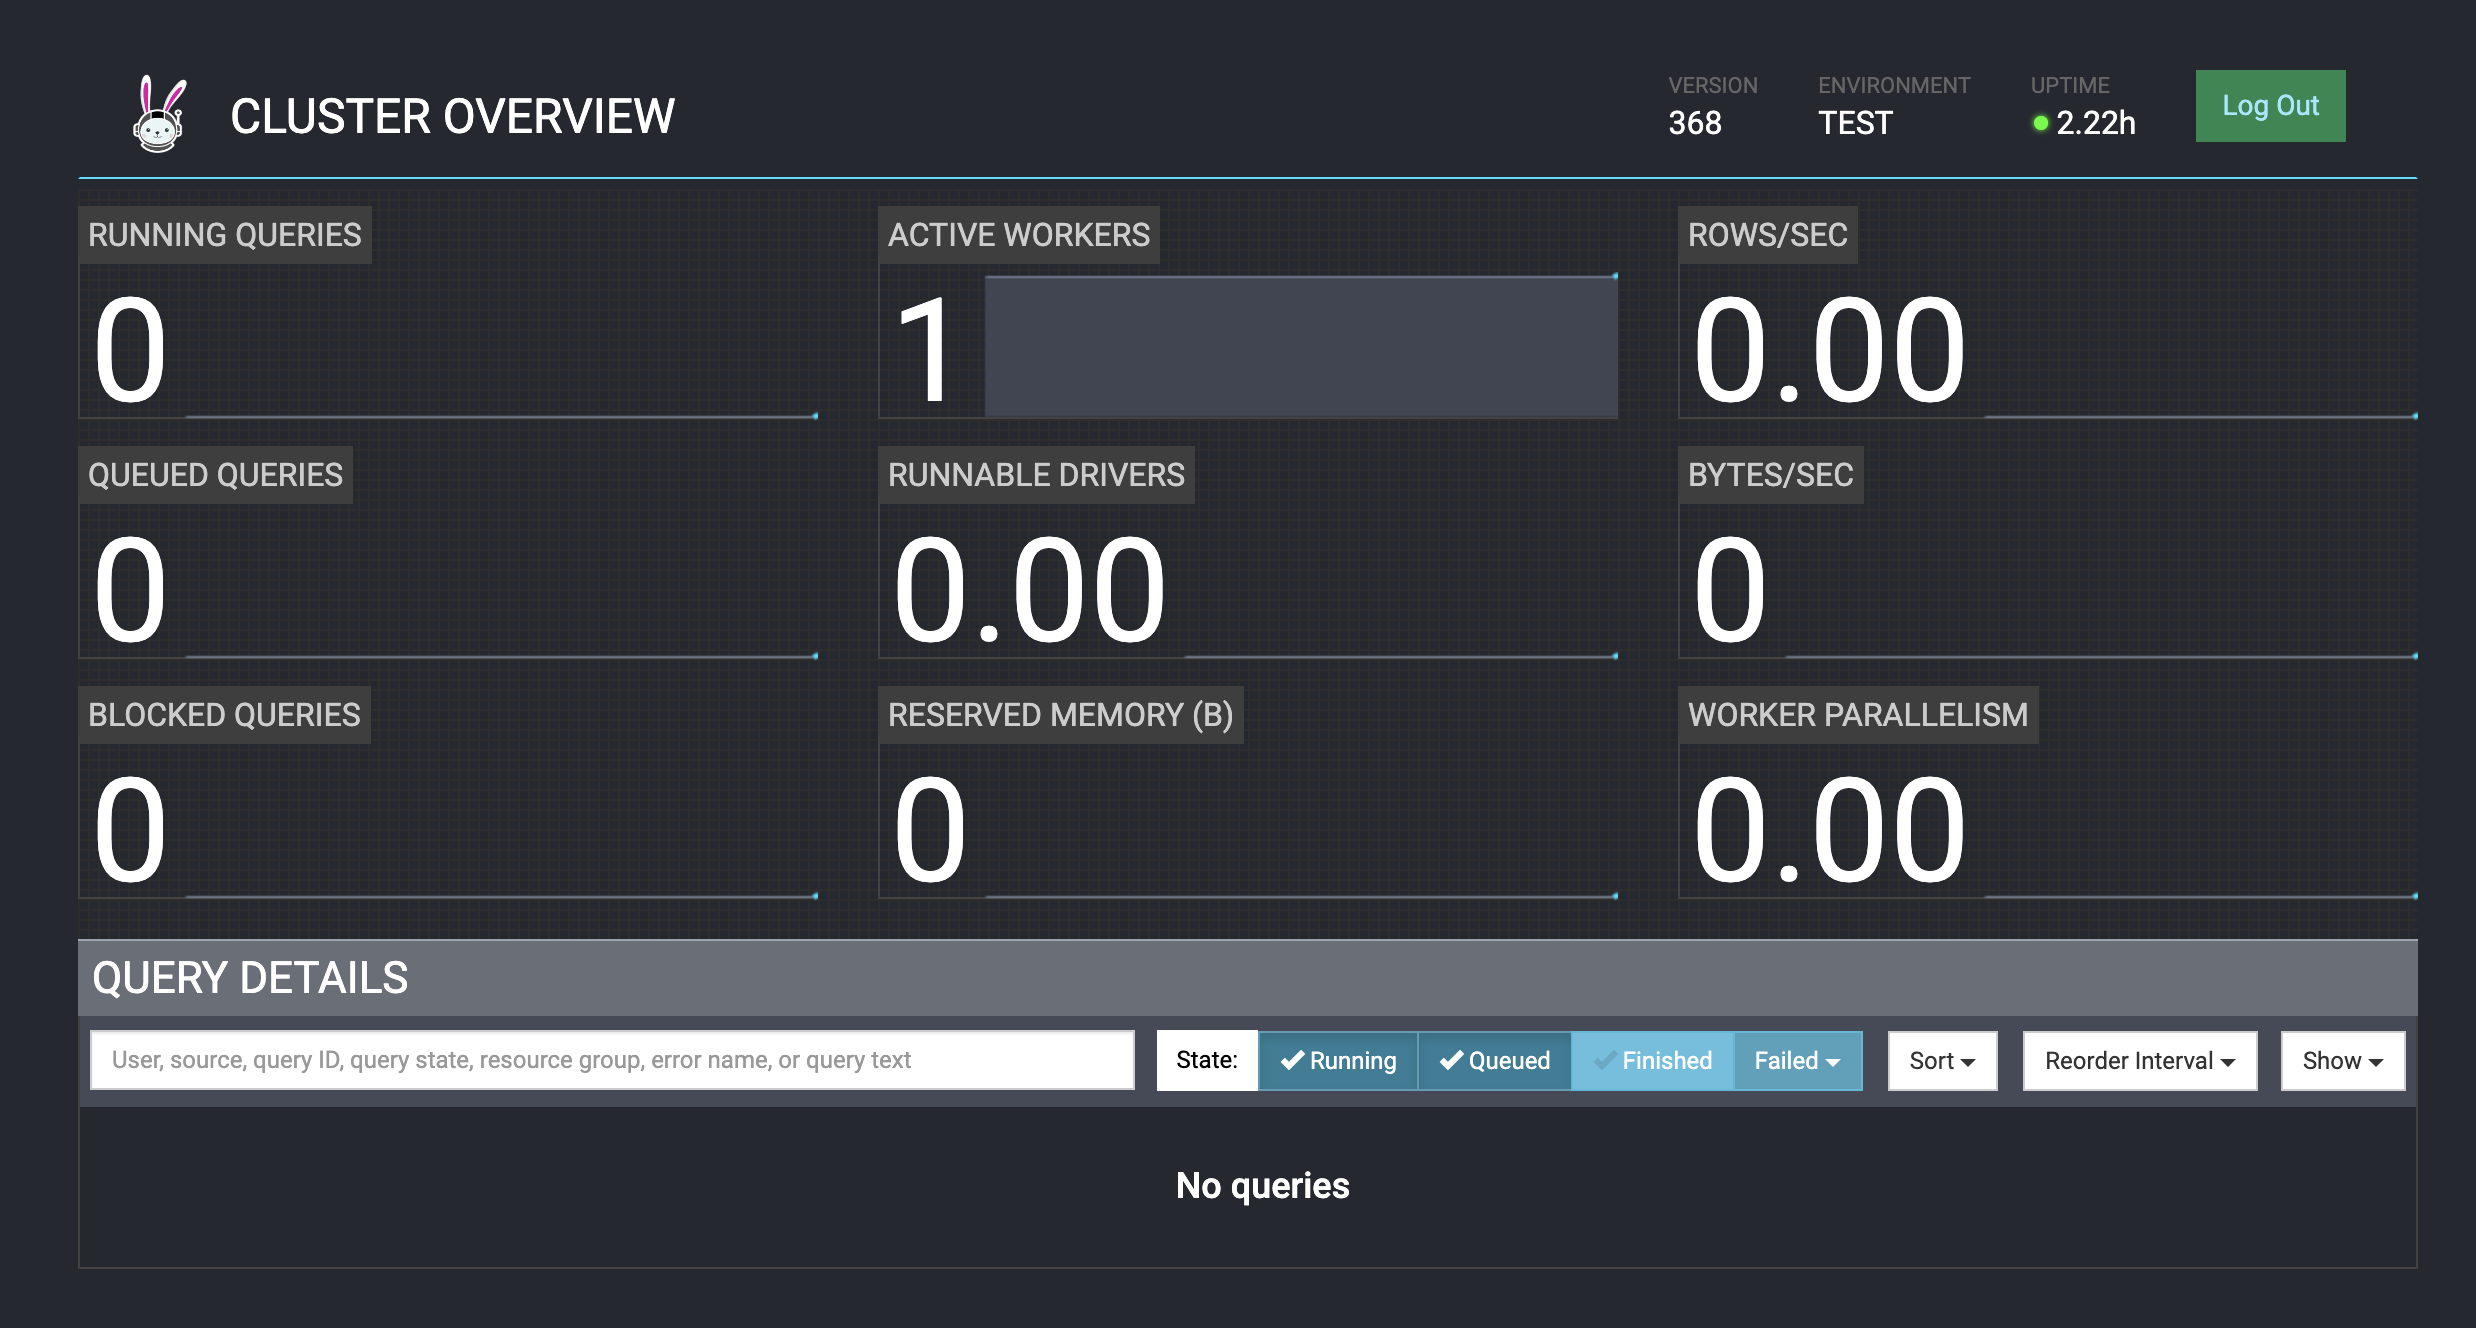 CLUSTER OVERVIEW
VERSION
368
ENVIRONMENT
TEST
UPTIME
2.22h
Log Out
RUNNING QUERIES
0
ACTIVE WORKERS
1
ROWS/SEC
0.00
QUEUED QUERIES
0
RUNNABLE DRIVERS
0.00
BYTES/SEC
0
BLOCKED QUERIES
0
RESERVED MEMORY (B)
0
WORKER PARALLELISM
0.00
QUERY DETAILS
User, source, query ID, query state, resource group, error name, or query text
State:
Running
Queued
Finished
Failed
Sort
Reorder Interval
Show
No queries